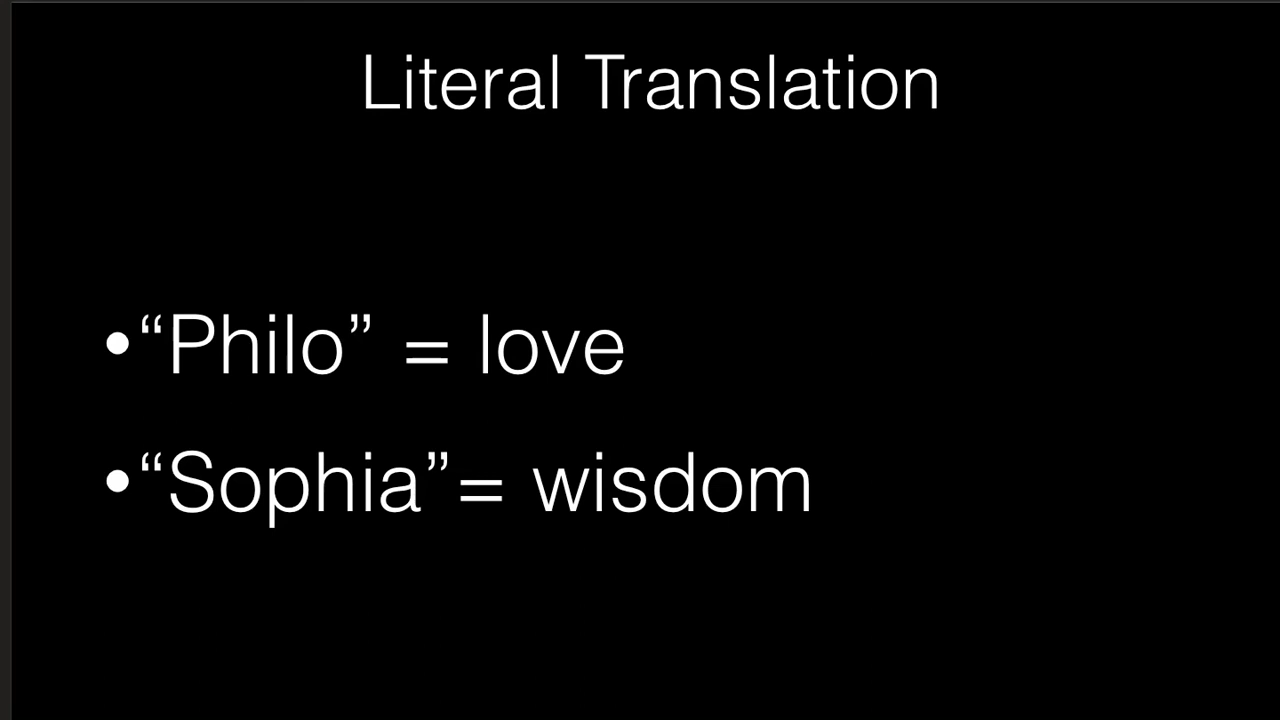 Literal Translation
•“Philo” = love
•“Sophia”= wisdom